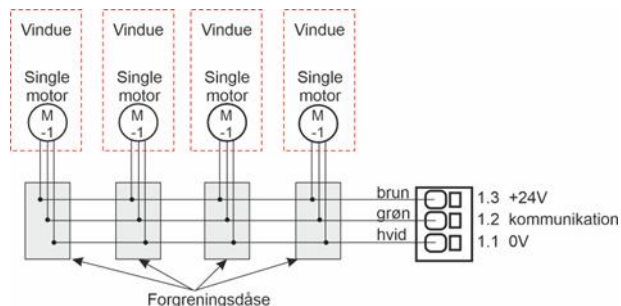 Vindue Vindue Vindue Vindue
Single Single Single Single
motor motor motor motor
M M M M
-1 -1 -1 -1
brun 1.3 +24V
grøn 1.2 kommunikation
hvid 1.1 0V
Forgreningsdåse